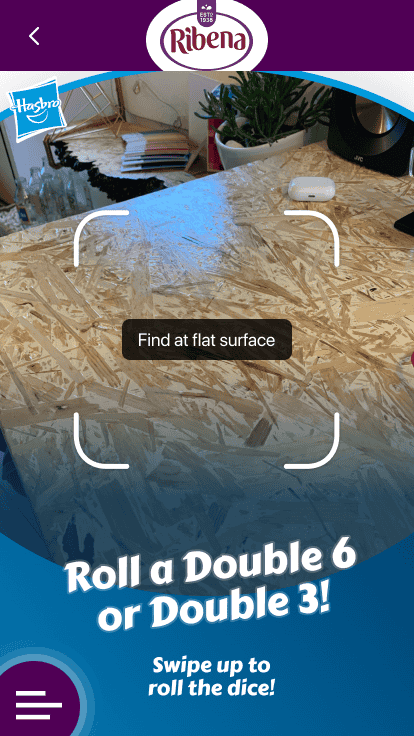 ESTD
1938
Ribena
Hasbro
JVC
Find at flat surface
Roll a Double 6
or Double 3!
Swipe up to
roll the dice!